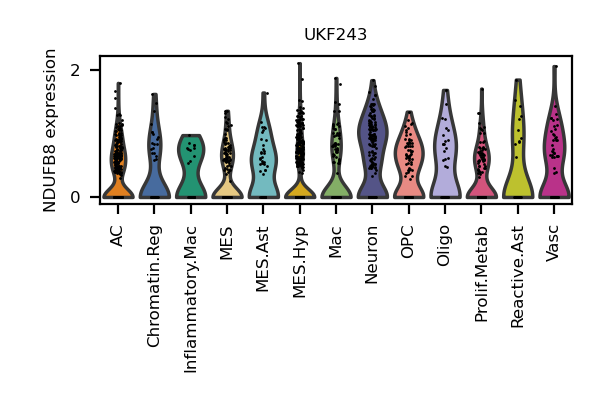 UKF243
NDUFB8 expression
2
0
AC
Chromatin.Reg
Inflammatory.Mac
MES
MES.Ast
MES.Hyp
Mac
Neuron
OPC
Oligo
Prolif.Metab
Reactive.Ast
Vasc